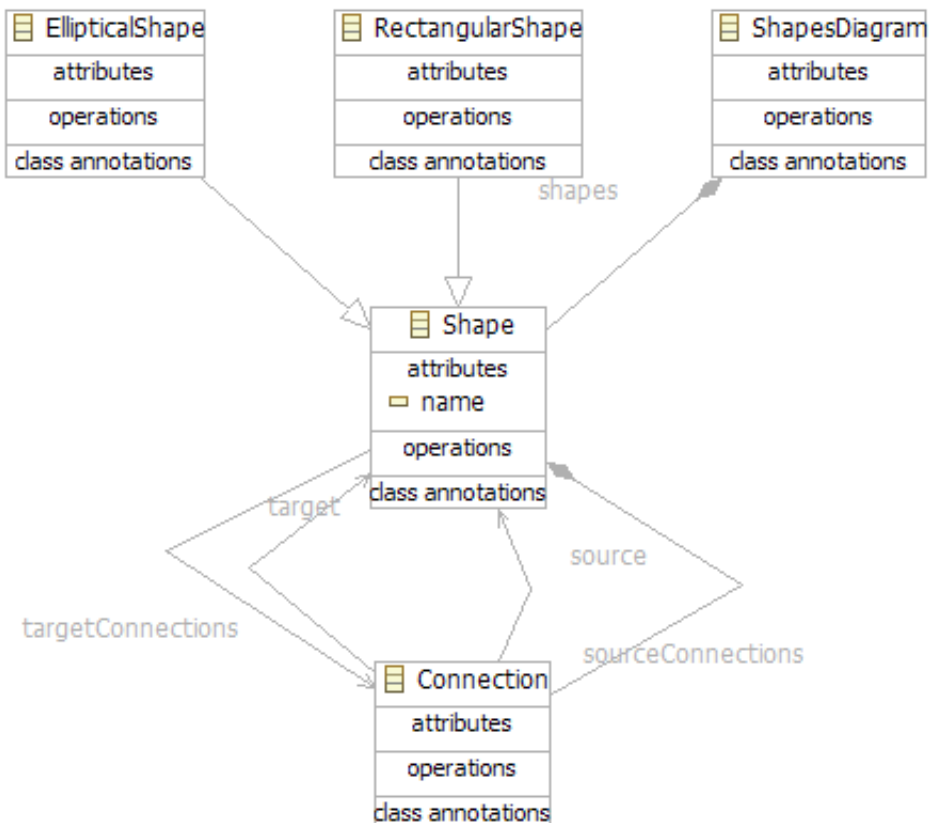 EllipticalShape
attributes
operations
class annotations
RectangularShape
attributes
operations
class annotations
ShapesDiagram
attributes
operations
class annotations
shapes
Shape
attributes
name
operations
class annotations
target
source
targetConnections
sourceConnections
Connection
attributes
operations
class annotations